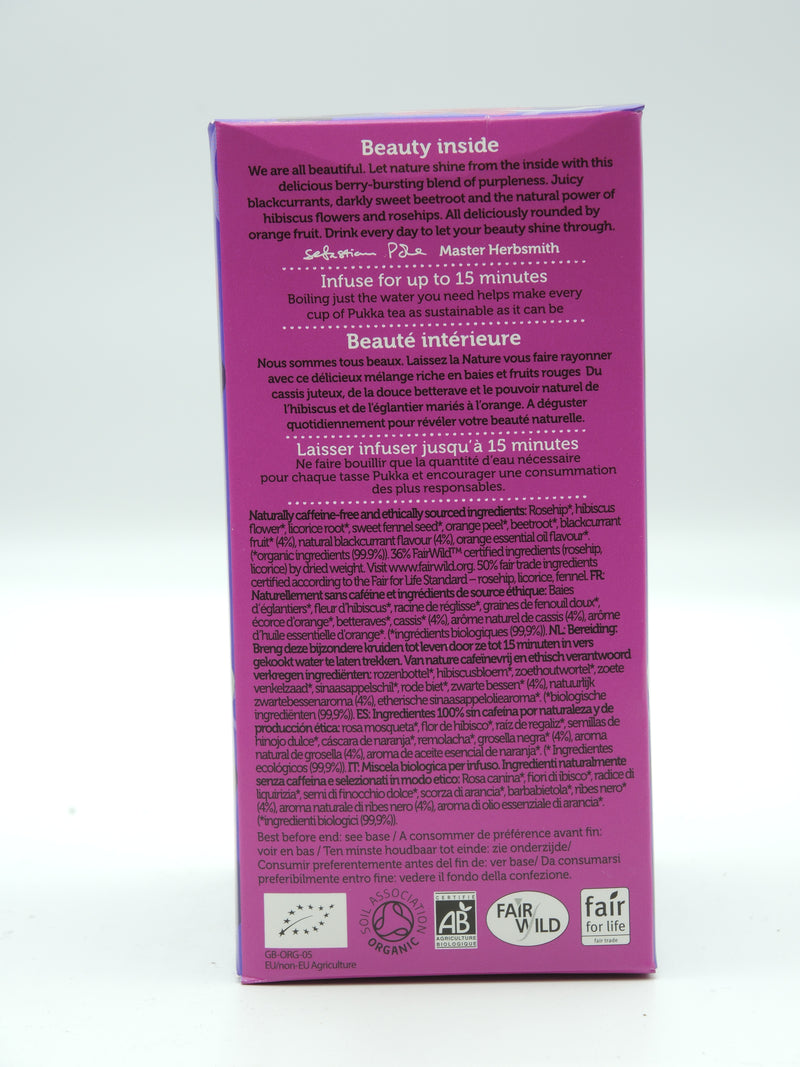 Beauty inside
We are all beautiful. Let nature shine from the inside with this
delicious berry-bursting blend of purpleness. Juicy
blackcurrants, darkly sweet beetroot and the natural power of
hibiscus flowers and rosehips. All deliciously rounded by
orange fruit. Drink every day to let your beauty shine through.
Sebastian Pole Master Herbsmith
Infuse for up to 15 minutes
Boiling just the water you need helps make every
cup of Pukka tea as sustainable as it can be
Beauté intérieure
Nous sommes tous beaux. Laissez la Nature vous faire rayonner
avec ce délicieux mélange riche en baies et fruits rouges Du
cassis juteux, de la douce betterave et le pouvoir naturel de
l'hibiscus et de l'églantier mariés à l'orange. A déguster
quotidiennement pour révéler votre beauté naturelle.
Laisser infuser jusqu'à 15 minutes
Ne faire bouillir que la quantité d'eau nécessaire
pour chaque tasse Pukka et encourager une consummation
des plus responsables.
Naturally caffeine-free and ethically sourced ingredients: Rosehip*, hibiscus
flower*, licorice root*, sweet fennel seed*, orange peel*, beetroot*, blackcurrant
fruit* (4%), natural blackcurrant flavour (4%), orange essential oil flavour*.
(*organic ingredients (99.9%)). 36% FairWild™ certified ingredients (rosehip,
licorice) by dried weight. Visit www.fairwild.org. 50% fair trade ingredients
certified according to the Fair for Life Standard – rosehip, licorice, fennel. FR:
Naturellement sans caféine et ingrédients de source éthique: Baies
d'églantiers*, fleur d'hibiscus*, racine de réglisse*, graines de fenouil doux*,
écorce d'orange*, betteraves*, cassis* (4%), arôme naturel de cassis (4%), arôme
d'huile essentielle d'orange*. (*ingrédients biologiques (99,9%)). NL: Bereiding:
Breng deze bijzondere kruiden tot leven door ze tot 15 minuten in vers
gekookt water te laten trekken. Van nature cafeïnevrij en ethisch verantwoord
verkregen ingrediënten: rozenbottel*, hibiscusbloem*, zoethoutwortel*, zoete
venkelzaad*, sinaasappelschil*, rode biet*, zwarte bessen* (4%), natuurlijk
zwartebessenaroma (4%), etherische sinaasappeloliearoma*. (*biologische
ingrediënten (99,9%)). ES: Ingredientes 100% sin cafeína por naturaleza y de
producción ética: rosa mosqueta*, flor de hibisco*, raíz de regaliz*, semillas de
hinojo dulce*, cáscara de naranja*, remolacha*, grosella negra* (4%), aroma
natural de grosella (4%), aroma de aceite esencial de naranja*. (* Ingredientes
ecológicos (99,9%)). IT: Miscela biologica per infuso. Ingredienti naturalmente
senza caffeina e selezionati in modo etico: Rosa canina*, fiori di ibisco*, radice di
liquirizia*, semi di finocchio dolce*, scorza di arancia*, barbabietola*, ribes nero*
(4%), aroma naturale di ribes nero (4%), aroma di olio essenziale di arancia*.
(*ingredienti biologici (99,9%)).
Best before end: see base / A consommer de préférence avant fin:
voir en bas / Ten minste houdbaar tot einde: zie onderzijde/
Consumir preferentemente antes del fin de: ver base/ Da consumarsi
preferibilmente entro fine: vedere il fondo della confezione.
GB-ORG-05
EU/non-EU Agriculture
SOIL ASSOCIATION
ORGANIC
CERTIFIÉ
AB
AGRICULTURE
BIOLOGIQUE
FAIR
WILD
fair
for life
fair trade